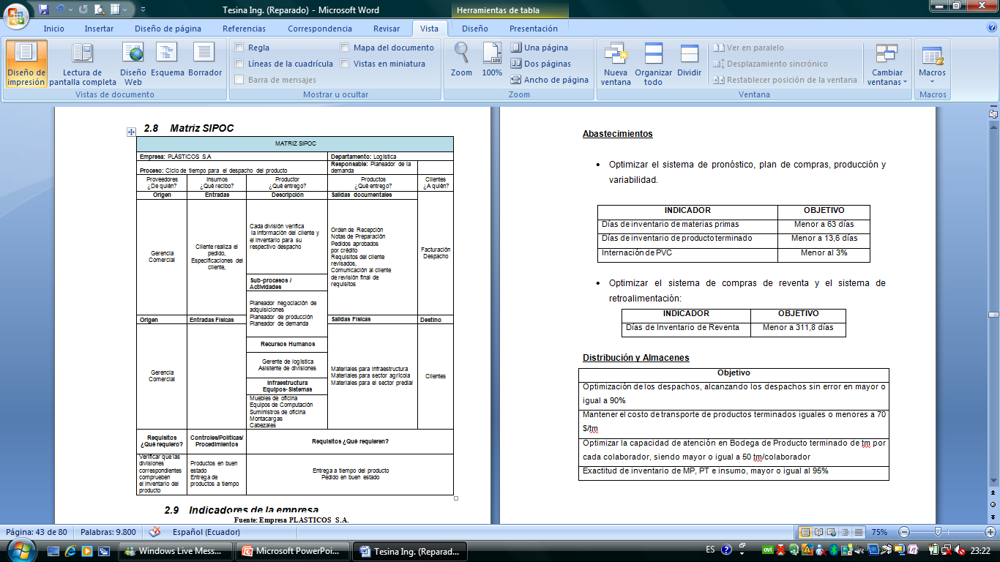 Tesina Ing. (Reparado) - Microsoft Word
Herramientas de tabla
Inicio
Insertar
Diseño de página
Referencias
Correspondencia
Revisar
Vista
Diseño
Presentación
Diseño de
impresión
Lectura de
pantalla completa
Diseño
Web
Esquema
Borrador
Vistas de documento
Regla
Líneas de la cuadrícula
Barra de mensajes
Mapa del documento
Vistas en miniatura
Mostrar u ocultar
Zoom
100%
Una página
Dos páginas
Ancho de página
Zoom
Nueva
ventana
Organizar
todo
Dividir
Ver en paralelo
Desplazamiento sincrónico
Restablecer posición de la ventana
Ventana
Cambiar
ventanas
Macros
Macros
2.8 Matriz SIPOC
MATRIZ SIPOC
Empresa: PLÁSTICOS S.A
Departamento: Logística
Proceso: Ciclo de tiempo para el despacho del producto
Responsable: Planeador de la
demanda
Proveedores
¿De quién?
Insumos
¿Qué recibo?
Productor
¿Qué entrego?
Productos
¿Qué entrego?
Clientes
¿A quién?
Origen
Entradas
Descripción
Salidas documentales
Gerencia
Comercial
Cliente realiza el
pedido,
Especificaciones del
cliente,
Cada división verifica
la información del cliente y
el inventario para su
respectivo despacho
Sub-procesos /
Actividades
Planeador negociación de
adquisiciones
Planeador de producción
Planeador de demanda
Orden de Recepción
Notas de Preparación
Pedidos aprobados
por crédito
Requisitos del cliente
revisados,
Comunicación al cliente
de revisión final de
requisitos
Facturación
Despacho
Origen
Entradas Físicas
Salidas Físicas
Destino
Gerencia
Comercial
Recursos Humanos
Gerente de logística
Asistente de divisiones
Infraestructura
Equipos-Sistemas
Muebles de oficina
Equipos de Computación
Suministros de oficina
Montacargas
Cabezales
Materiales para Infraestructura
Materiales para sector agrícola
Materiales para el sector predial
Clientes
Requisitos
¿Qué requiero?
Controles/Políticas/
Procedimientos
Requisitos ¿Qué requieren?
Verificar que las
divisiones
correspondientes
comprueben
el inventario del
producto
Productos en buen
estado
Entrega de
productos a tiempo
Entrega a tiempo del producto
Pedido en buen estado
2.9 Indicadores de la empresa
Fuente: Empresa PLASTICOS S.A.
Abastecimientos
• Optimizar el sistema de pronóstico, plan de compras, producción y
variabilidad.
INDICADOR OBJETIVO
Días de inventario de materias primas Menor a 63 días
Días de inventario de producto terminado Menor a 13,6 días
Internación de PVC Menor al 3%
• Optimizar el sistema de compras de reventa y el sistema de
retroalimentación:
INDICADOR OBJETIVO
Días de Inventario de Reventa Menor a 311,8 días
Distribución y Almacenes
Objetivo
Optimización de los despachos, alcanzando los despachos sin error en mayor o
igual a 90%
Mantener el costo de transporte de productos terminados iguales o menores a 70
$/tm
Optimizar la capacidad de atención en Bodega de Producto terminado de tm por
cada colaborador, siendo mayor o igual a 50 tm/colaborador
Exactitud de inventario de MP, PT e insumo, mayor o igual al 95%
Página: 43 de 80
Palabras: 9.800
Español (Ecuador)
75%
Windows Live Mess...
Microsoft PowerPoi...
Tesina Ing. (Reparad...
ES
ovi
23:22